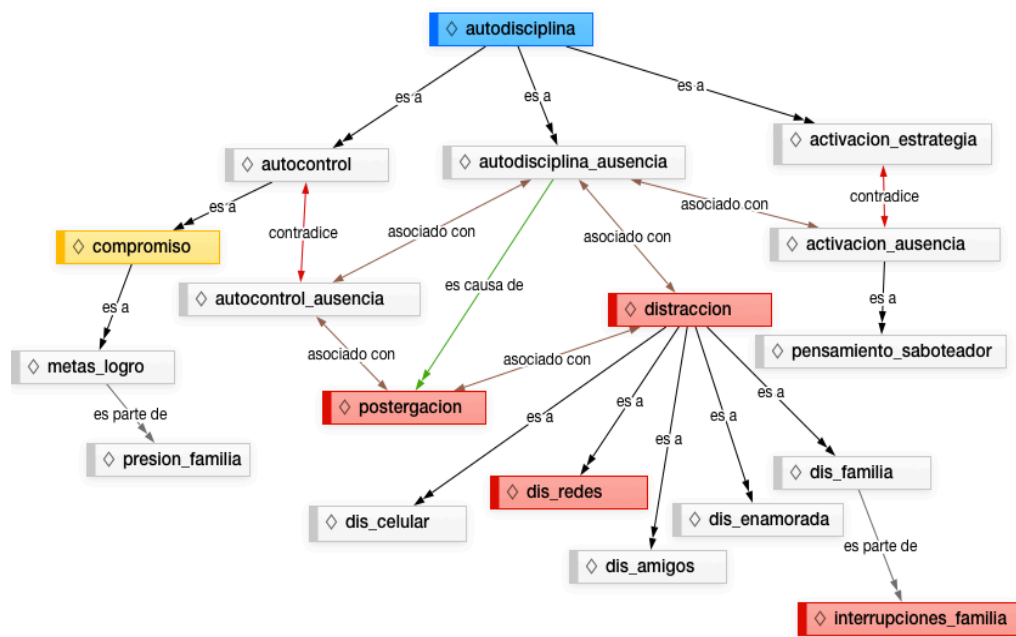 ◇ autodisciplina
es a
es a
es a
◇ activacion_estrategia
◇ autocontrol
◇ autodisciplina_ausencia
es a
contradice
asociado con
asociado con
asociado con
contradice
◇ compromiso
◇ activacion_ausencia
es a
◇ autocontrol_ausencia
es causa de
◇ distraccion
es a
◇ metas_logro
asociado con
asociado con
◇ pensamiento_saboteador
es parte de
◇ postergacion
es a
es a
es a
es a
es a
◇ presion_familia
◇ dis_familia
◇ dis_redes
◇ dis_celular
◇ dis_enamorada
◇ dis_amigos
es parte de
◇ interrupciones_familia